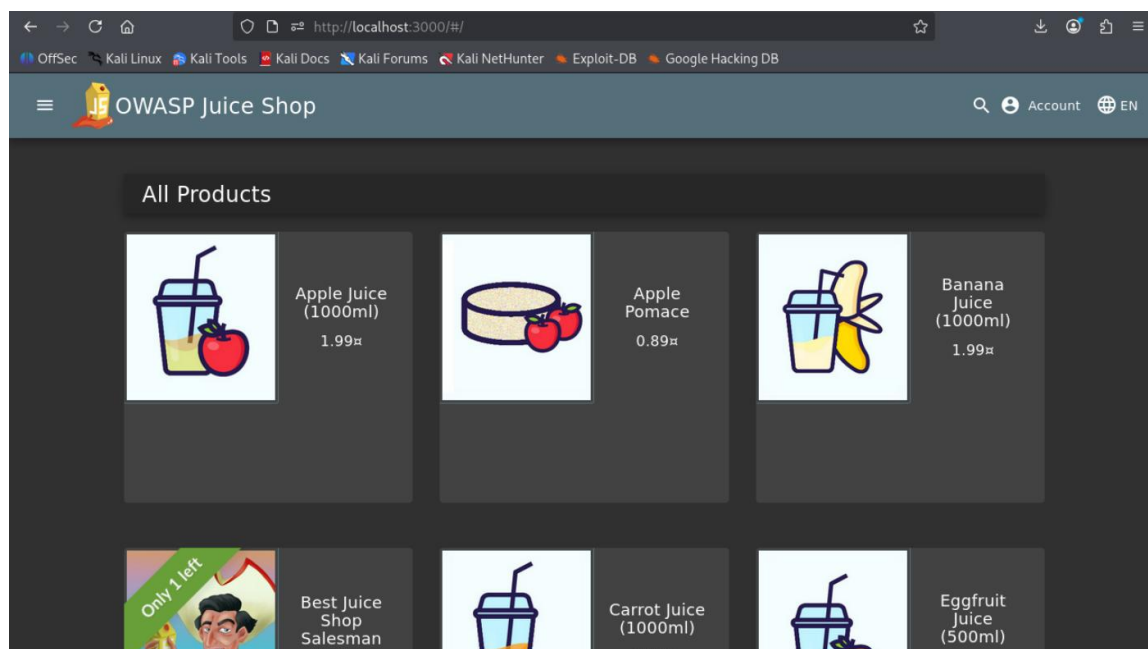 http://localhost:3000/#/
OffSec Kali Linux Kali Tools Kali Docs Kali Forums Kali NetHunter Exploit-DB Google Hacking DB
JS OWASP Juice Shop Account EN
All Products
Apple Juice
(1000ml)
1.99¤
Apple
Pomace
0.89¤
Banana
Juice
(1000ml)
1.99¤
Only 1 left
Best Juice
Shop
Salesman
Carrot Juice
(1000ml)
Eggfruit
Juice
(500ml)